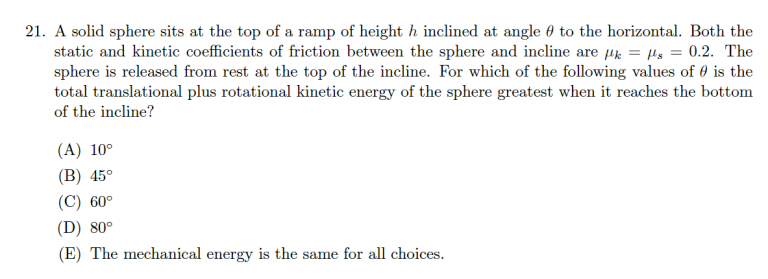 21. A solid sphere sits at the top of a ramp of height h inclined at angle θ to the horizontal. Both the
static and kinetic coefficients of friction between the sphere and incline are μk = μs = 0.2. The
sphere is released from rest at the top of the incline. For which of the following values of θ is the
total translational plus rotational kinetic energy of the sphere greatest when it reaches the bottom
of the incline?
(A) 10°
(B) 45°
(C) 60°
(D) 80°
(E) The mechanical energy is the same for all choices.